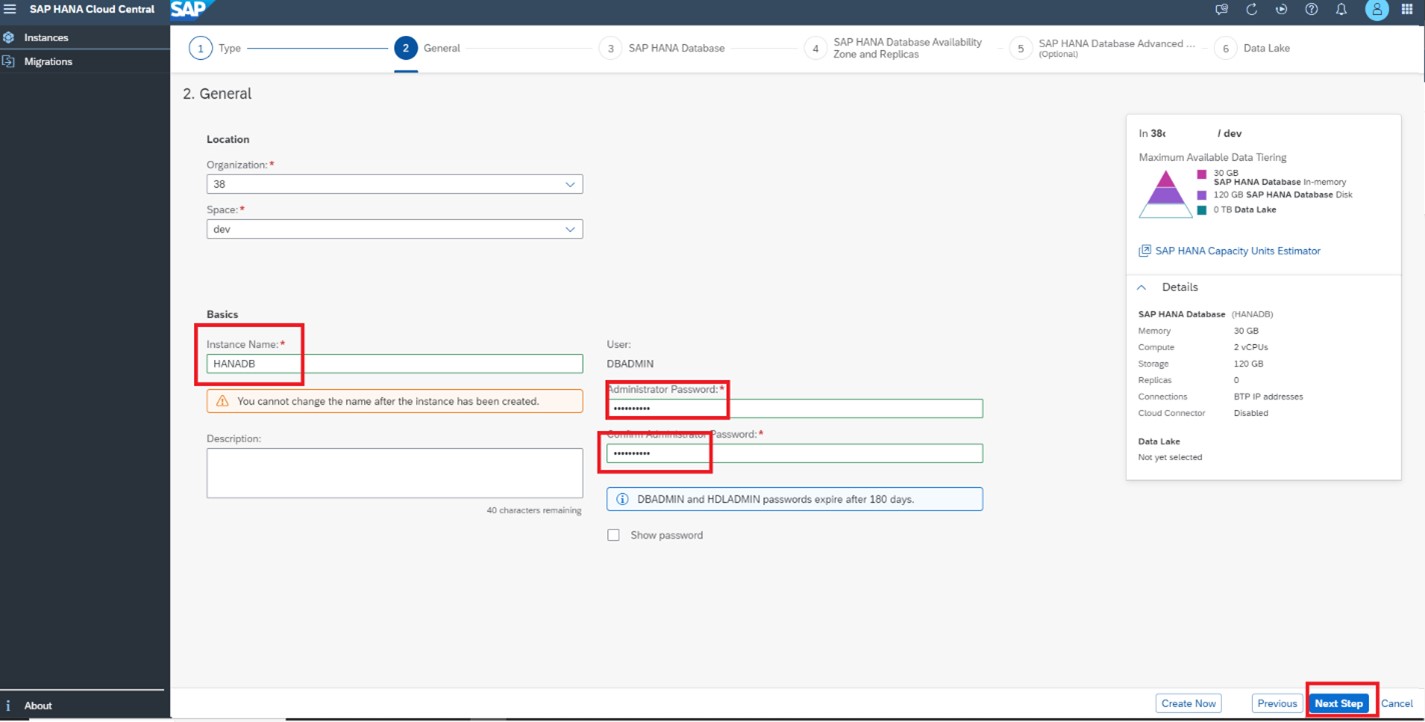 SAP HANA Cloud Central
SAP
Instances
Migrations
1 Type
2 General
3 SAP HANA Database
4 SAP HANA Database Availability
Zone and Replicas
5 SAP HANA Database Advanced ...
(Optional)
6 Data Lake
2. General
Location
Organization: *
38
Space: *
dev
Basics
Instance Name: *
HANADB
You cannot change the name after the instance has been created.
Description:
40 characters remaining
User:
DBADMIN
Administrator Password: *
••••••••••
Confirm Administrator Password: *
••••••••••
DBADMIN and HDLADMIN passwords expire after 180 days.
Show password
In 38c / dev
Maximum Available Data Tiering
30 GB
SAP HANA Database In-memory
120 GB SAP HANA Database Disk
0 TB Data Lake
SAP HANA Capacity Units Estimator
Details
SAP HANA Database (HANADB)
Memory 30 GB
Compute 2 vCPUs
Storage 120 GB
Replicas 0
Connections BTP IP addresses
Cloud Connector Disabled
Data Lake
Not yet selected
About
Create Now
Previous
Next Step
Cancel